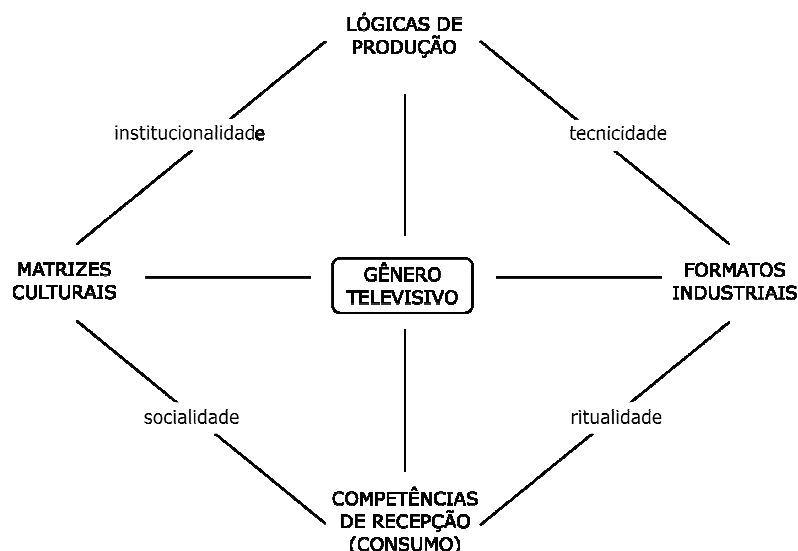 LÓGICAS DE
PRODUÇÃO
institucionalidade
tecnicidade
MATRIZES
CULTURAIS
GÊNERO
TELEVISIVO
FORMATOS
INDUSTRIAIS
socialidade
ritualidade
COMPETÊNCIAS
DE RECEPÇÃO
(CONSUMO)